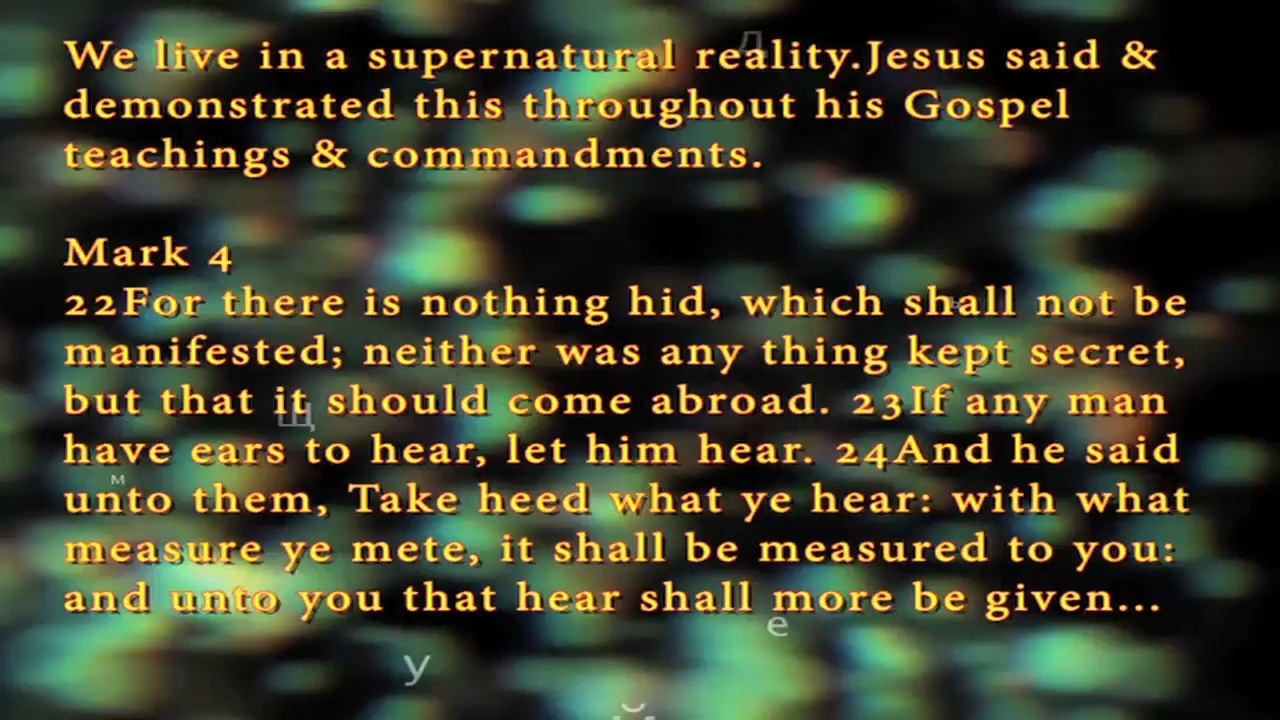 We live in a supernatural reality.Jesus said &
demonstrated this throughout his Gospel
teachings & commandments.
Mark 4
22For there is nothing hid, which shall not be
manifested; neither was any thing kept secret,
but that it should come abroad. 23If any man
have ears to hear, let him hear. 24And he said
unto them, Take heed what ye hear: with what
measure ye mete, it shall be measured to you:
and unto you that hear shall more be given...
д
щ
м
е
у